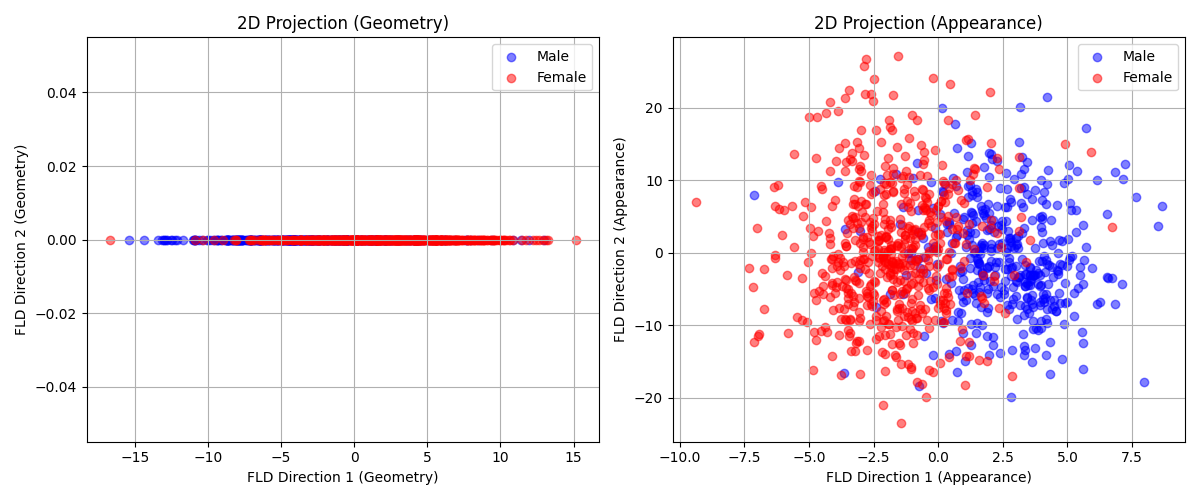 2D Projection (Geometry)
Male
Female
0.04
0.02
0.00
−0.02
−0.04
FLD Direction 2 (Geometry)
−15
−10
−5
0
5
10
15
FLD Direction 1 (Geometry)
2D Projection (Appearance)
Male
Female
20
10
0
−10
−20
FLD Direction 2 (Appearance)
−10.0
−7.5
−5.0
−2.5
0.0
2.5
5.0
7.5
FLD Direction 1 (Appearance)